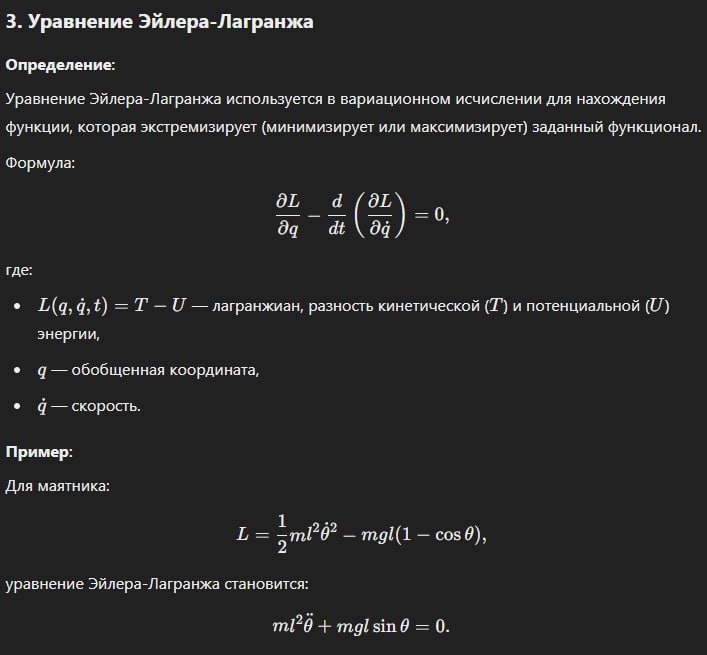 3. Уравнение Эйлера-Лагранжа
Определение:
Уравнение Эйлера-Лагранжа используется в вариационном исчислении для нахождения
функции, которая экстремизирует (минимизирует или максимизирует) заданный функционал.
Формула:
∂L/∂q − d/dt (∂L/∂q̇) = 0,
где:
• L(q, q̇, t) = T − U — лагранжиан, разность кинетической (T) и потенциальной (U)
энергии,
• q — обобщенная координата,
• q̇ — скорость.
Пример:
Для маятника:
L = 1/2 ml²θ̇² − mgl(1 − cos θ),
уравнение Эйлера-Лагранжа становится:
ml²θ̈ + mgl sin θ = 0.